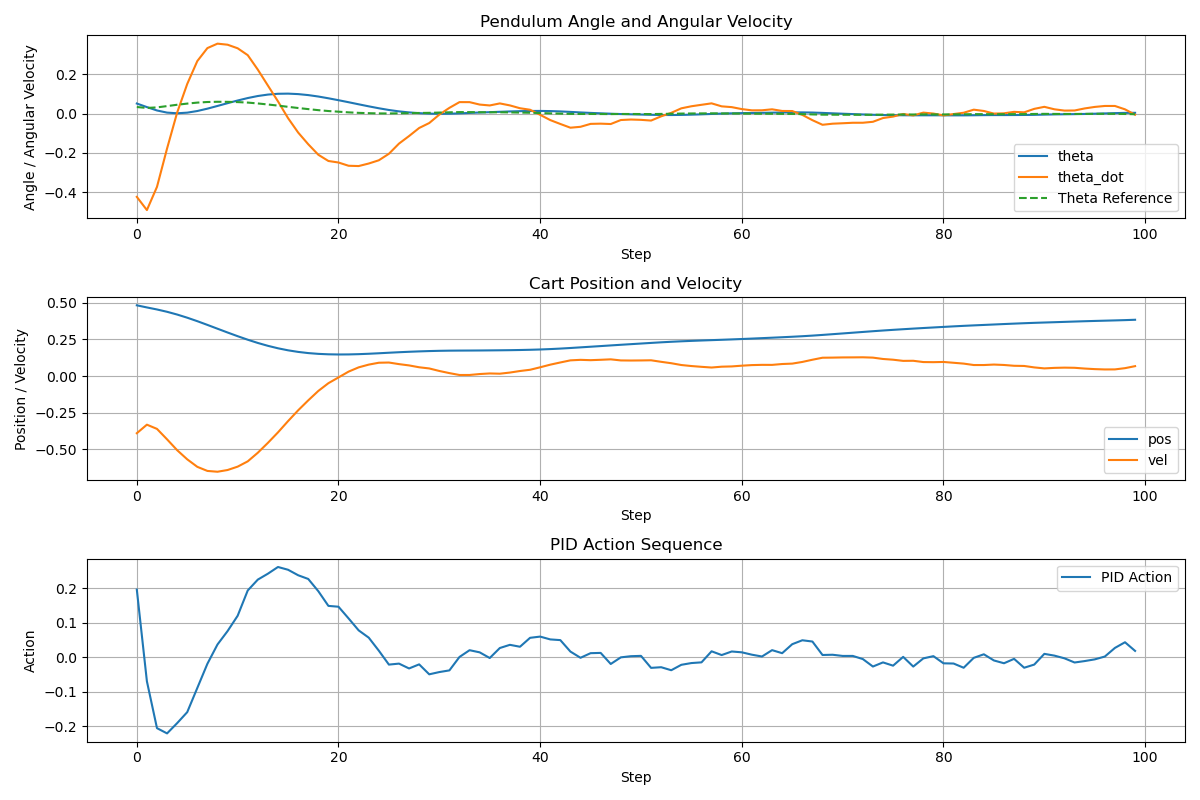 Pendulum Angle and Angular Velocity
Angle / Angular Velocity
0.2
0.0
−0.2
−0.4
theta
theta_dot
Theta Reference
0 20 40 60 80 100
Step
Cart Position and Velocity
Position / Velocity
0.50
0.25
0.00
−0.25
−0.50
pos
vel
0 20 40 60 80 100
Step
PID Action Sequence
Action
0.2
0.1
0.0
−0.1
−0.2
PID Action
0 20 40 60 80 100
Step